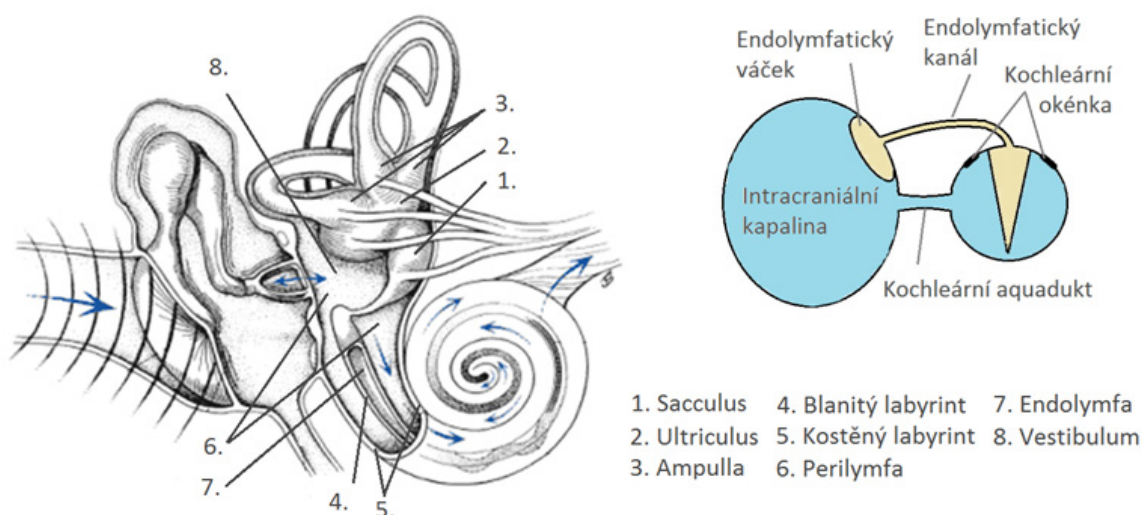 8.
3.
2.
1.
6.
7.
4.
5.
Endolymfatický
váček
Endolymfatický
kanál
Kochleární
okénka
Intracraniální
kapalina
Kochleární aquadukt
1. Sacculus 4. Blanitý labyrint 7. Endolymfa
2. Ultriculus 5. Kostěný labyrint 8. Vestibulum
3. Ampulla 6. Perilymfa